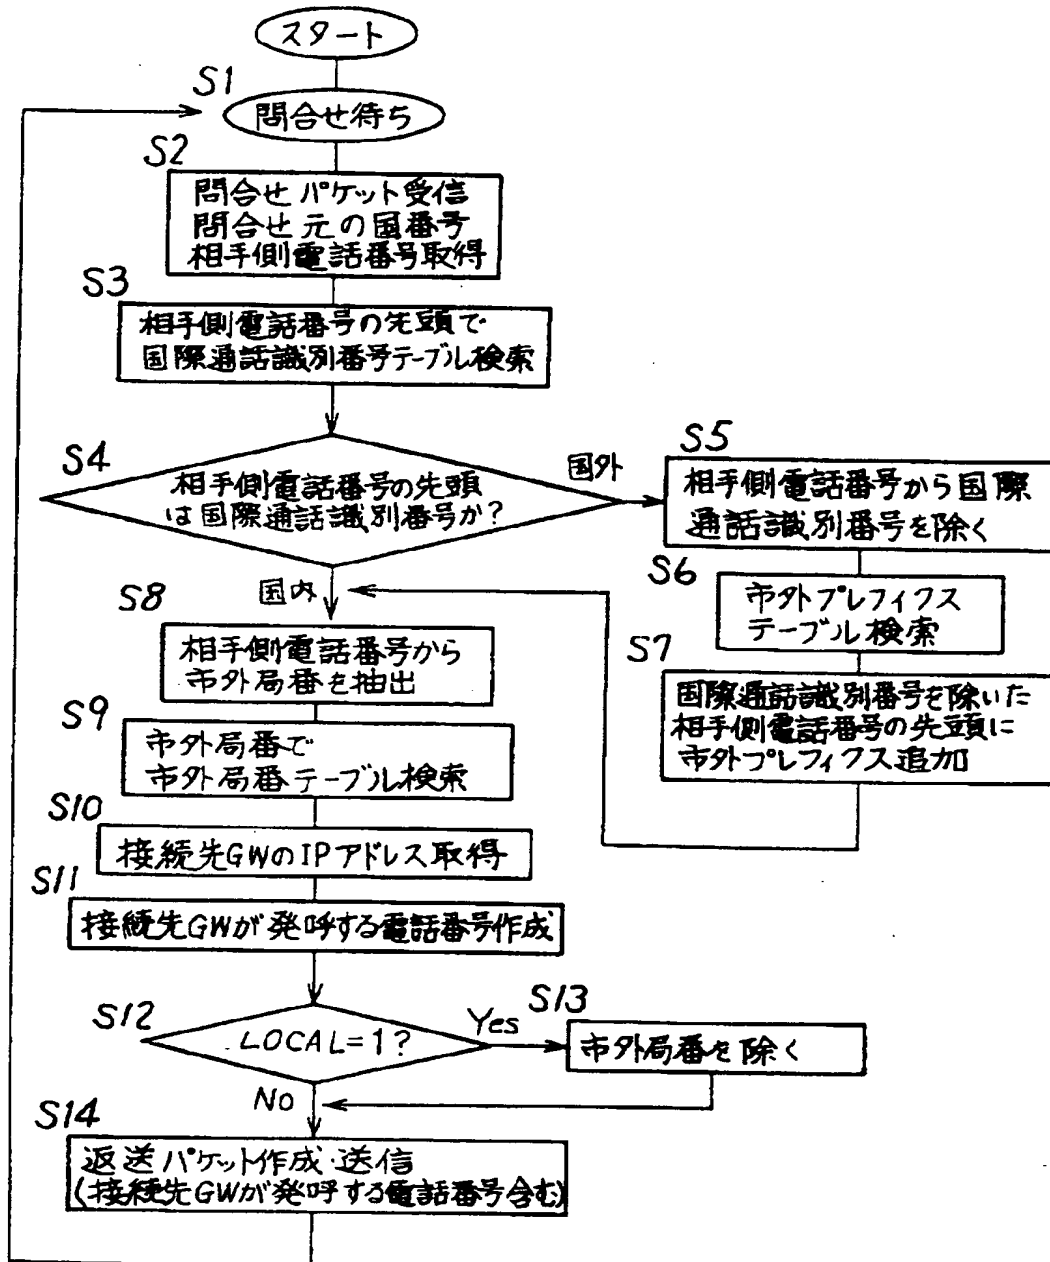 スタート
S1
問合せ待ち
S2
問合せパケット受信
問合せ元の国番号
相手側電話番号取得
S3
相手側電話番号の先頭で
国際通話識別番号テーブル検索
S4
相手側電話番号の先頭
は国際通話識別番号か?
国外
S5
相手側電話番号から国際
通話識別番号を除く
S6
市外プレフィクス
テーブル検索
S7
国際通話識別番号を除いた
相手側電話番号の先頭に
市外プレフィクス追加
国内
S8
相手側電話番号から
市外局番を抽出
S9
市外局番で
市外局番テーブル検索
S10
接続先GWのIPアドレス取得
S11
接続先GWが発呼する電話番号作成
S12
LOCAL=1?
Yes
S13
市外局番を除く
No
S14
返送パケット作成・送信
(接続先GWが発呼する電話番号含む)